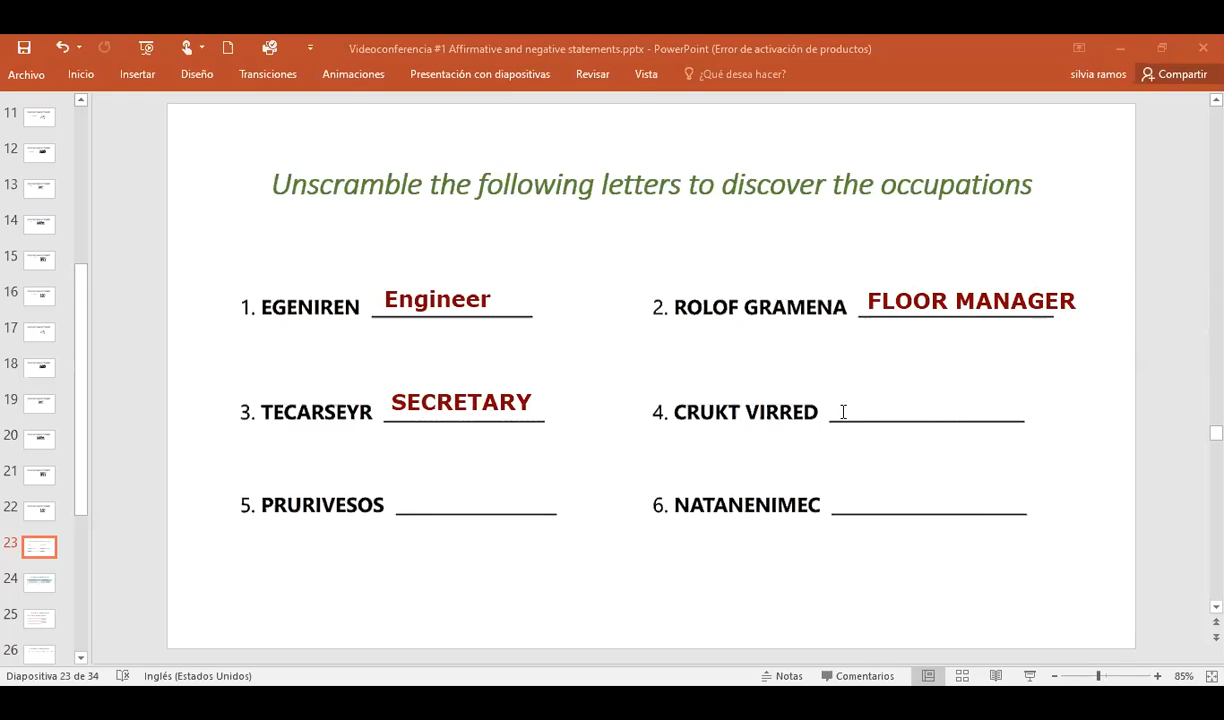 Videoconferencia #1 Affirmative and negative statements.pptx - PowerPoint (Error de activación de productos)
Archivo Inicio Insertar Diseño Transiciones Animaciones Presentación con diapositivas Revisar Vista ¿Qué desea hacer? silvia ramos Compartir
11
12
13
14
15
16
17
18
19
20
21
22
23
24
25
26
Unscramble the following letters to discover the occupations
1. EGENIREN Engineer
2. ROLOF GRAMENA FLOOR MANAGER
3. TECARSEYR SECRETARY
4. CRUKT VIRRED
5. PRURIVESOS
6. NATANENIMEC
Diapositiva 23 de 34 Inglés (Estados Unidos) Notas Comentarios 85%